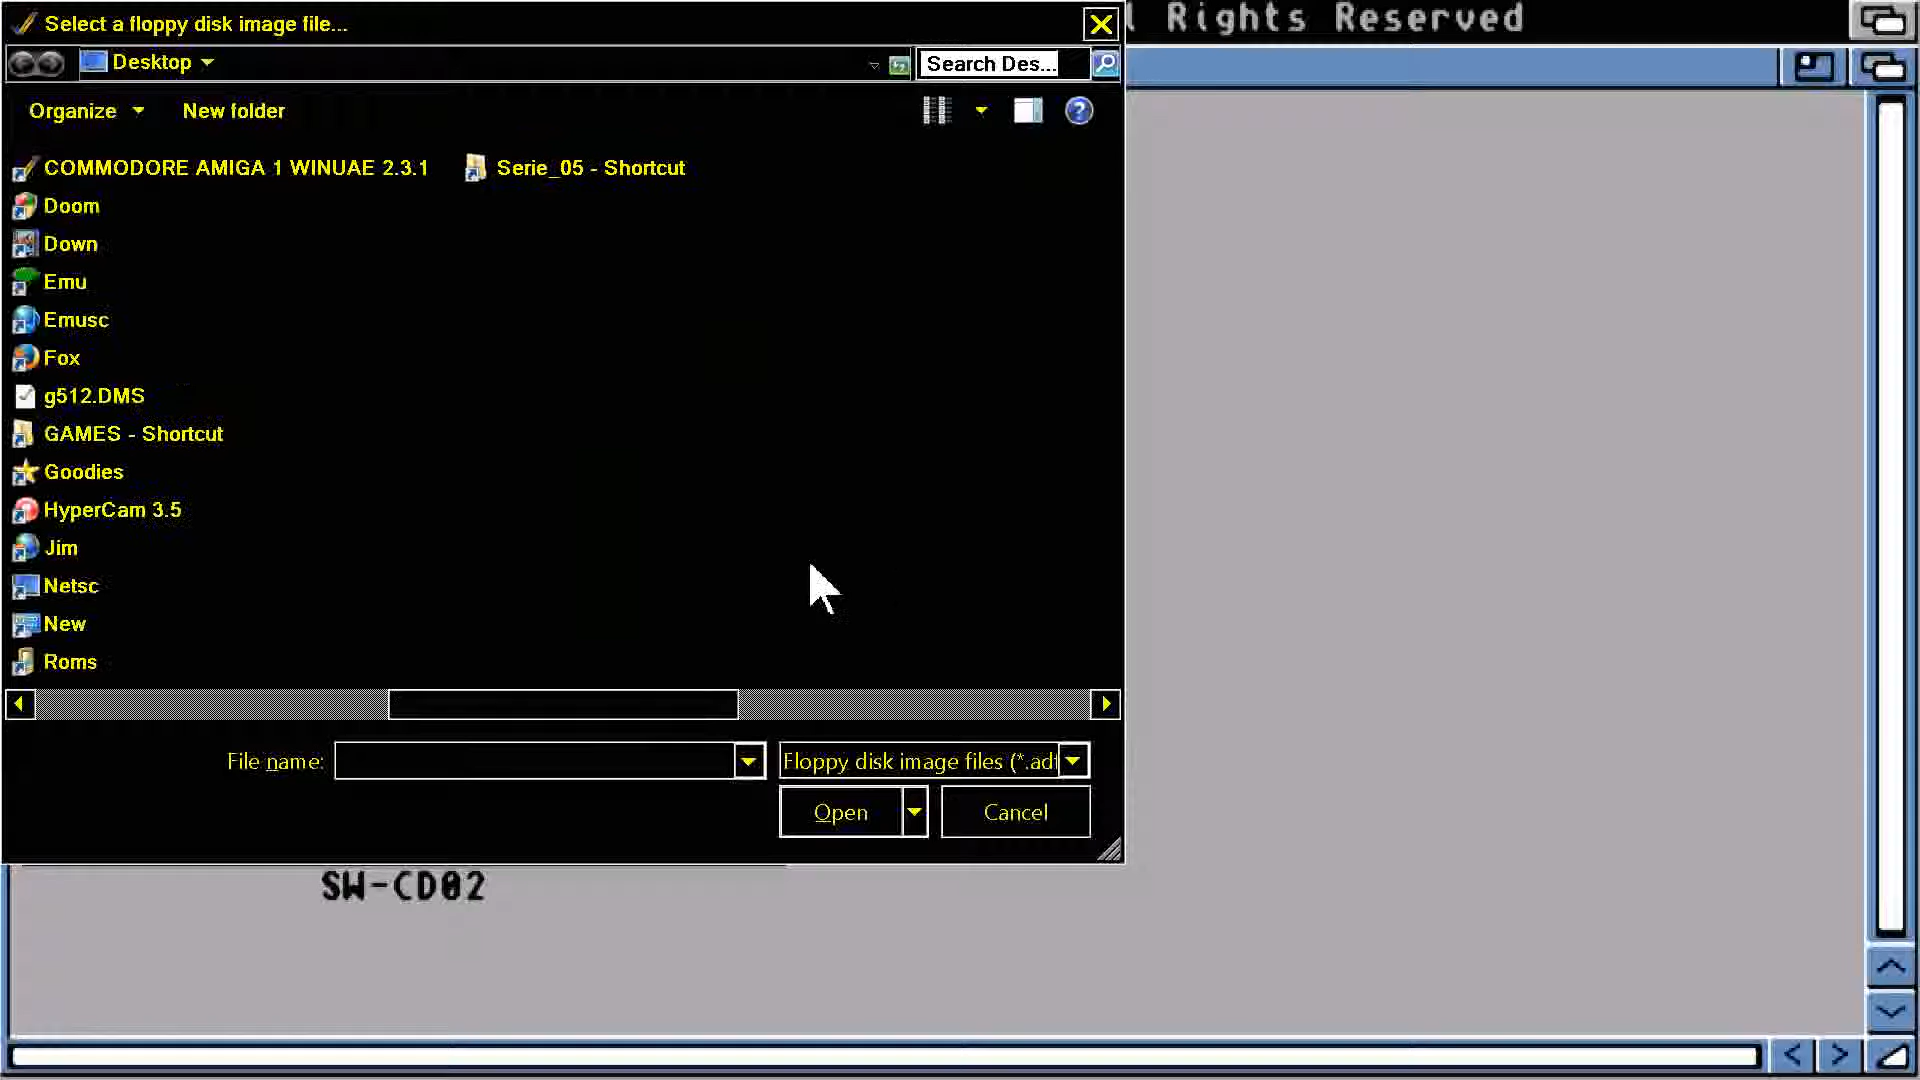 Select a floppy disk image file...
l Rights Reserved
Desktop
Search Des...
Organize
New folder
COMMODORE AMIGA 1 WINUAE 2.3.1
Serie_05 - Shortcut
Doom
Down
Emu
Emusc
Fox
g512.DMS
GAMES - Shortcut
Goodies
HyperCam 3.5
Jim
Netsc
New
Roms
File name:
Floppy disk image files (*.adf
Open
Cancel
SW-CD02